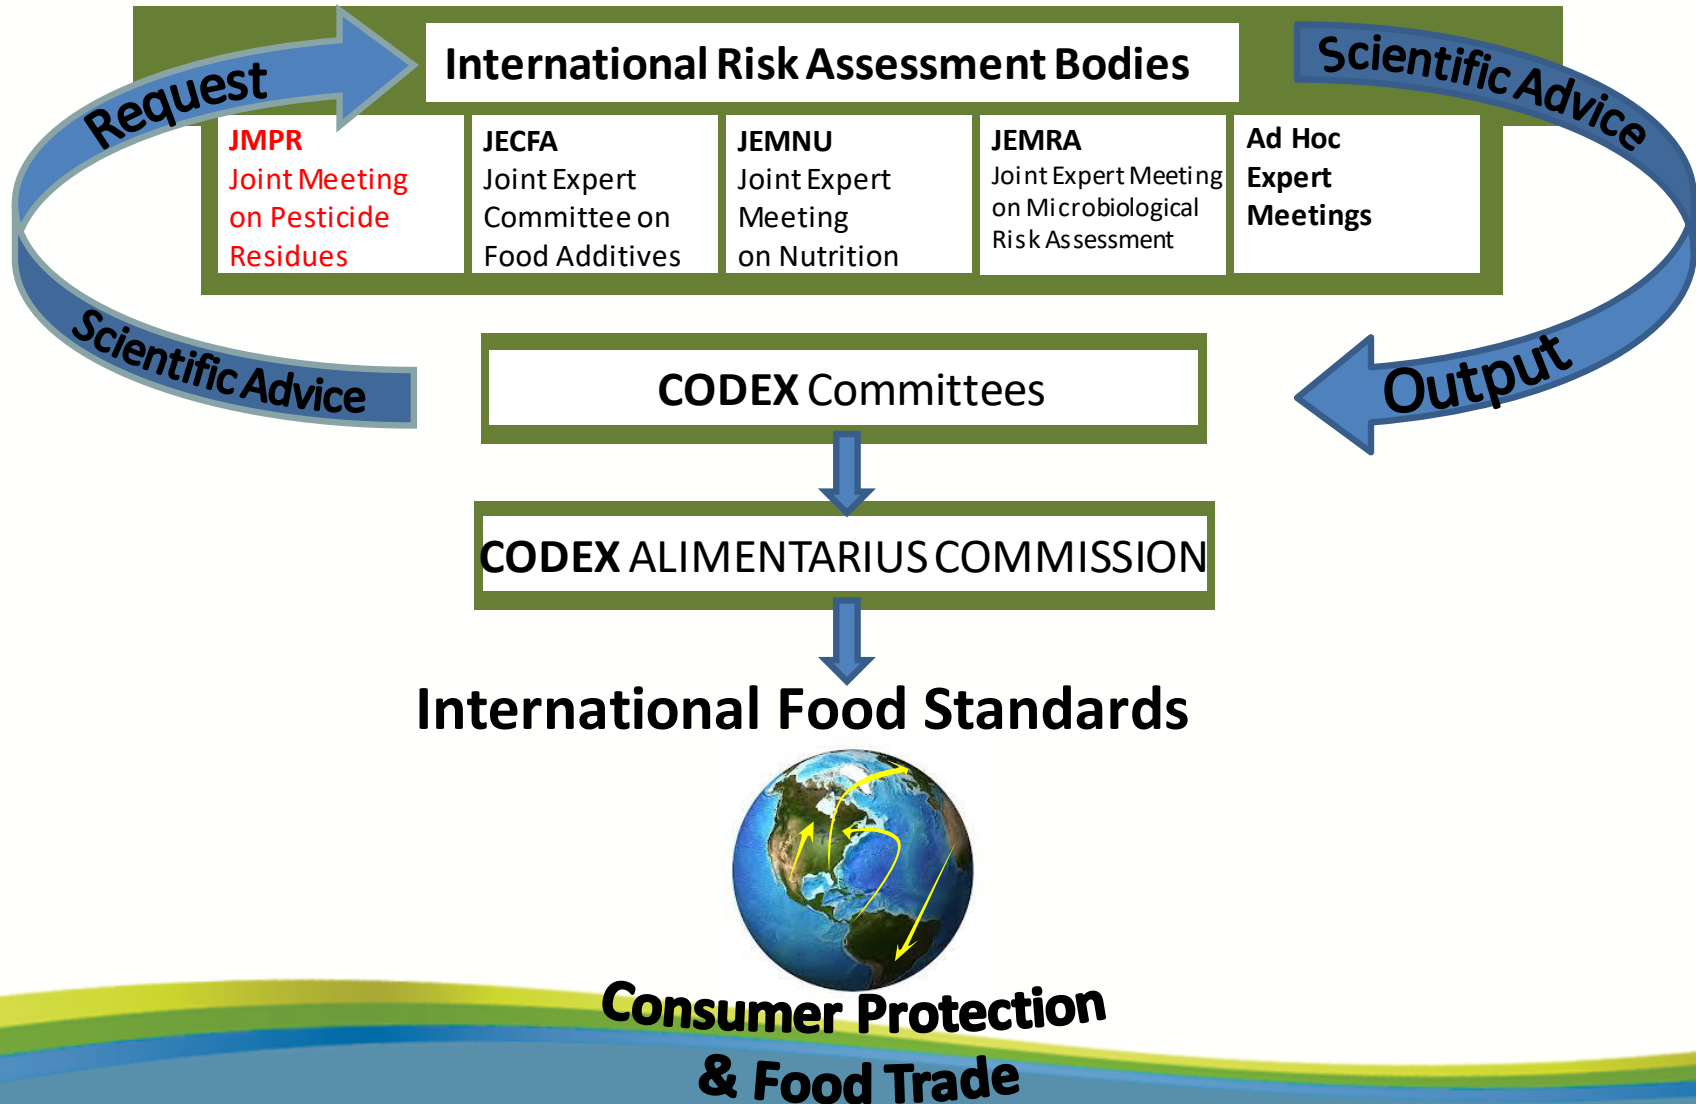 International Risk Assessment Bodies
Request
Scientific Advice
JMPR
Joint Meeting
on Pesticide
Residues
JECFA
Joint Expert
Committee on
Food Additives
JEMNU
Joint Expert
Meeting
on Nutrition
JEMRA
Joint Expert Meeting
on Microbiological
Risk Assessment
Ad Hoc
Expert
Meetings
Scientific Advice
Output
CODEX Committees
CODEX ALIMENTARIUS COMMISSION
International Food Standards
Consumer Protection
& Food Trade